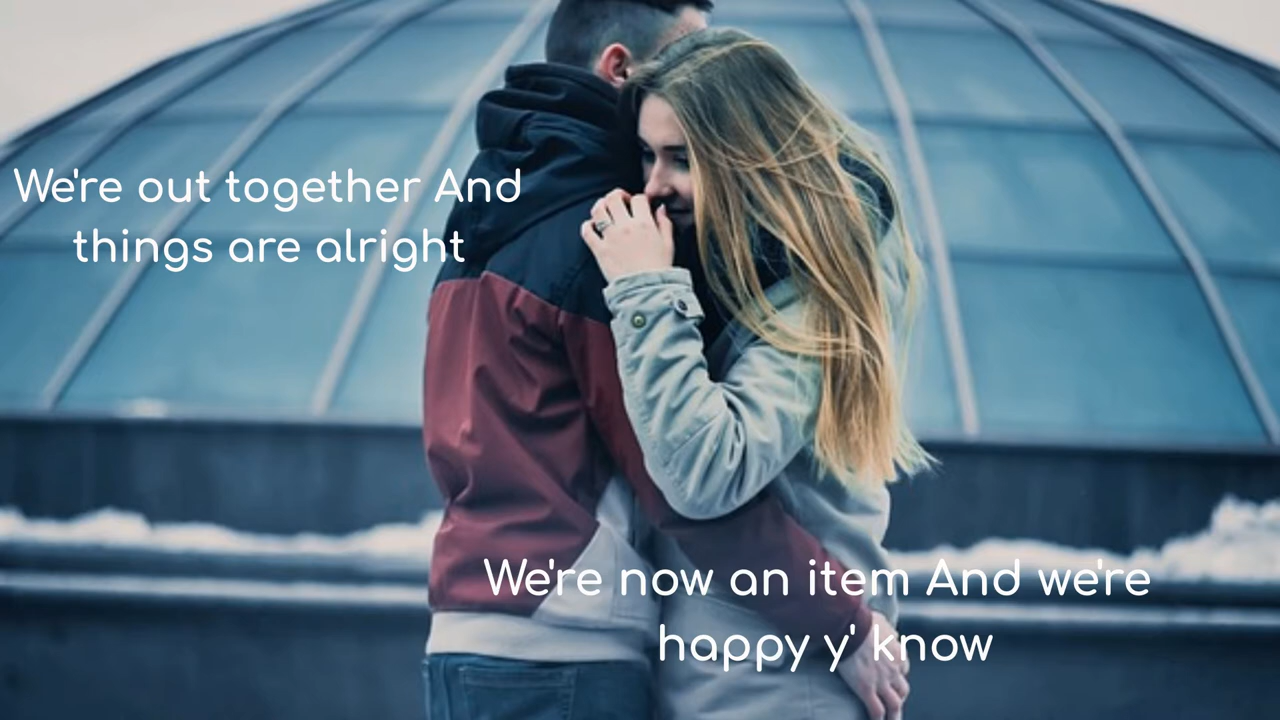 We're out together And
things are alright
We're now an item And we're
happy y' know